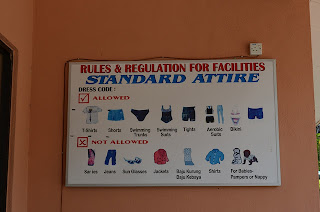 RULES & REGULATION FOR FACILITIES
STANDARD ATTIRE
DRESS CODE :
ALLOWED
T-Shirts Shorts Swimming Trunks Swimming Suits Tights Aerobic Suits Bikini
NOT ALLOWED
Saries Jeans Sun Glasses Jackets Baju Kurung Baju Kebaya Shirts For Babies- Pampers or Nappy